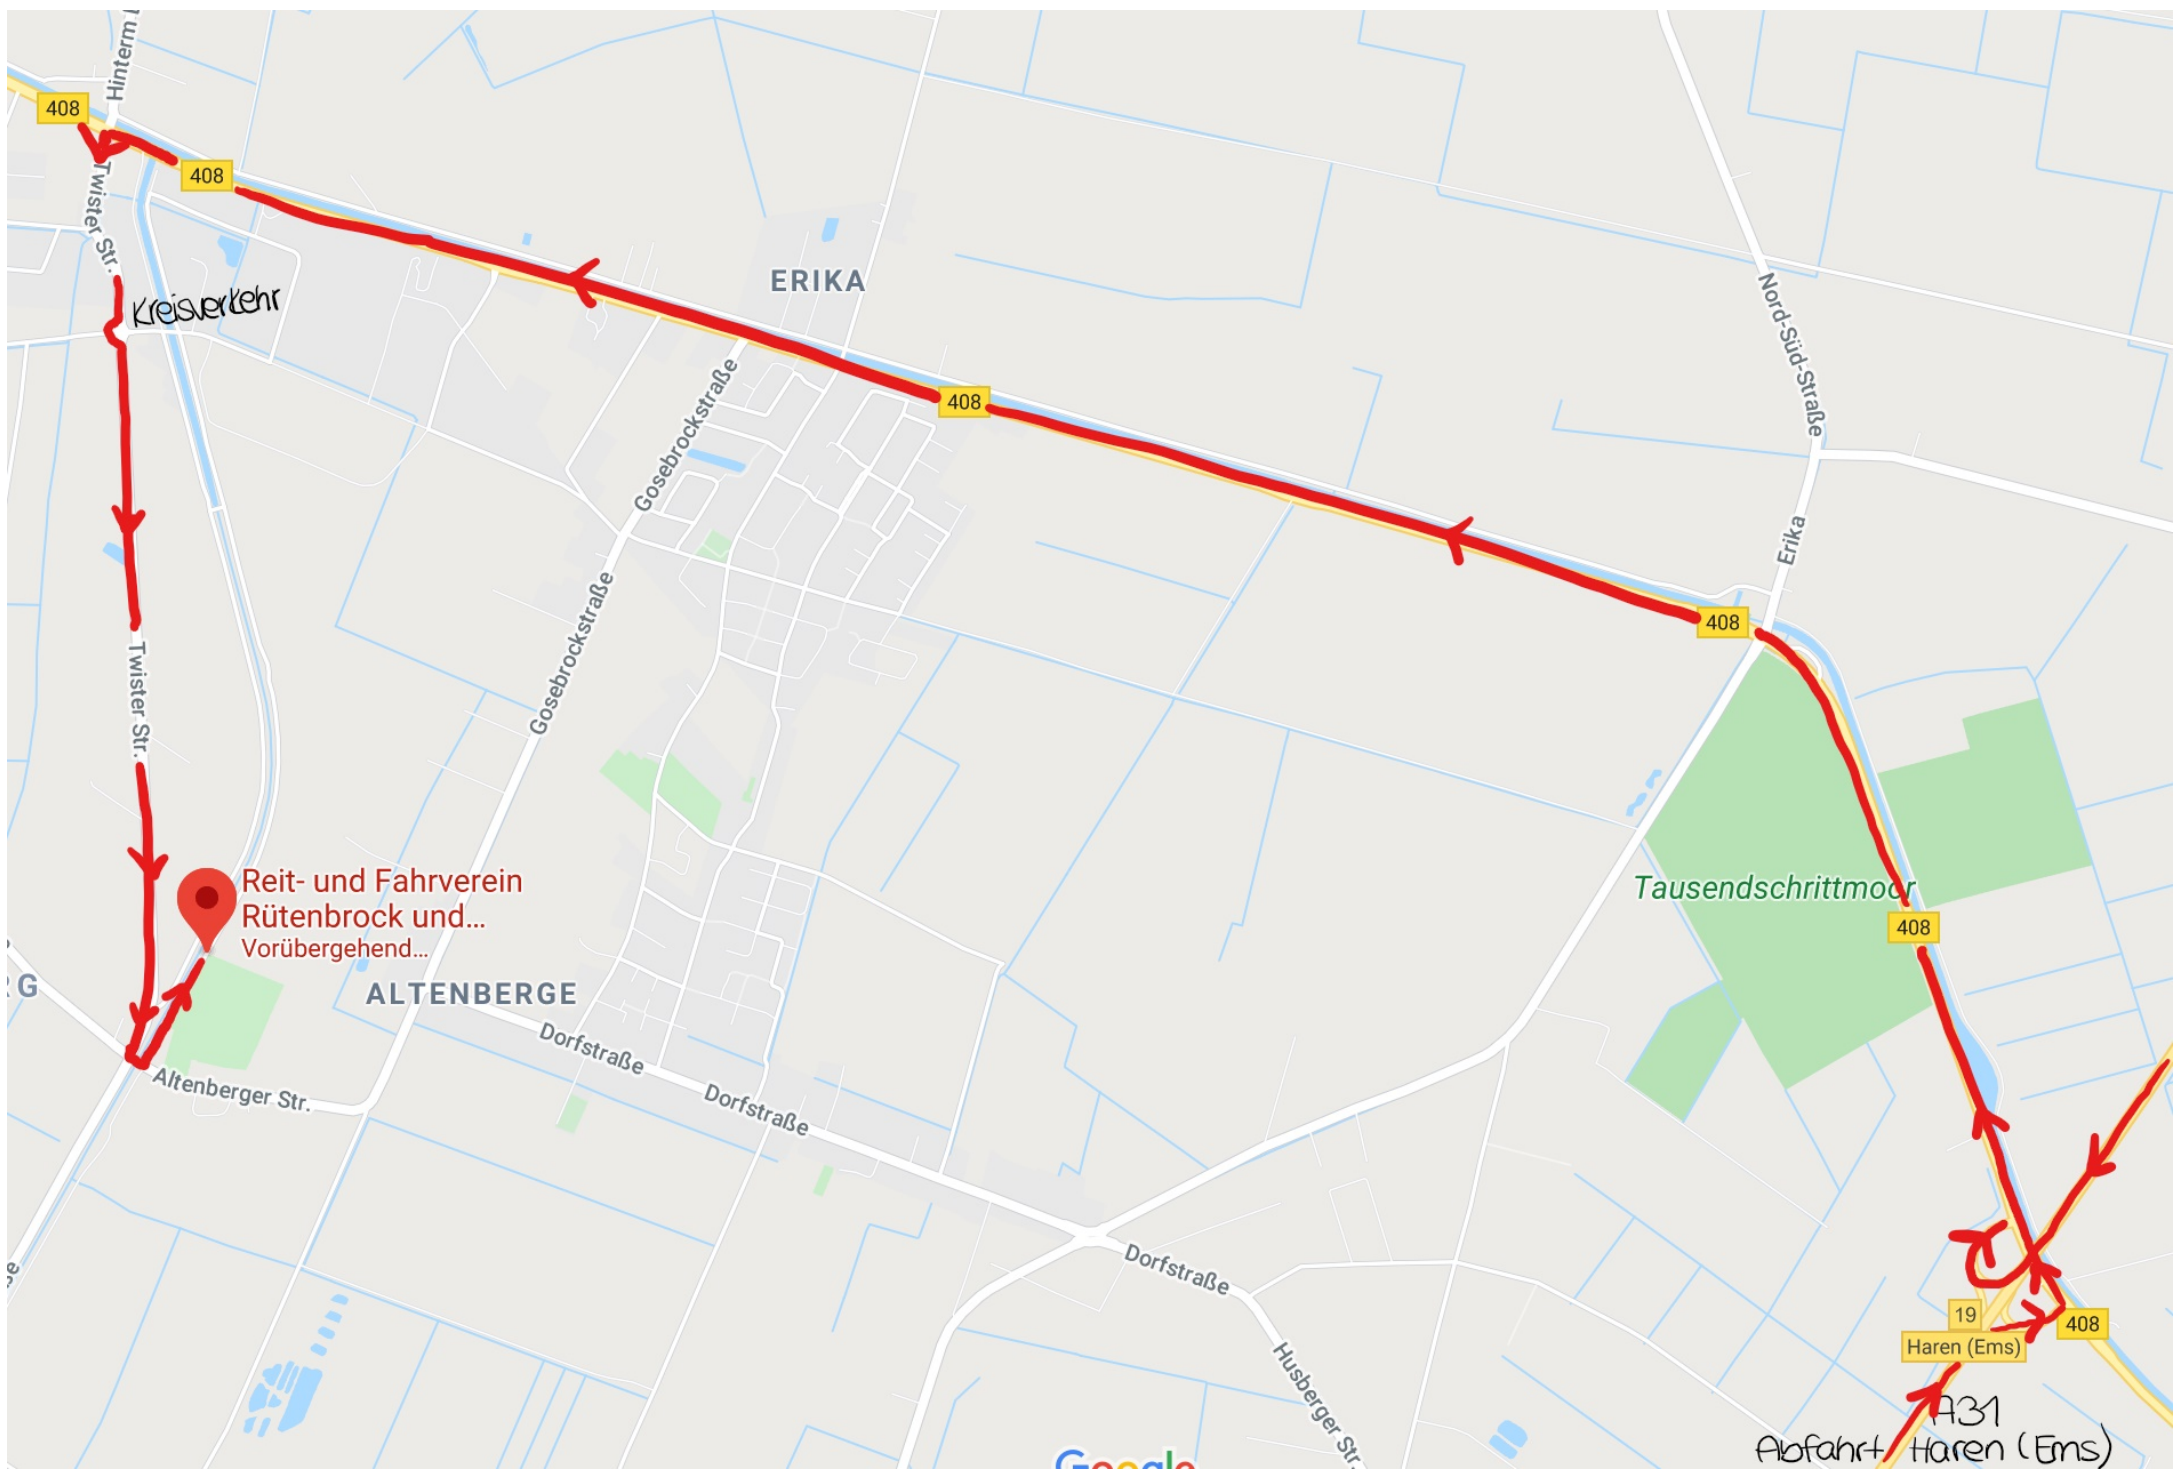 Hinterm
408
408
Twister Str.
Kreisverkehr
ERIKA
Nord-Süd-Straße
Gosebrockstraße
408
Erika
408
Gosebrockstraße
Twister Str.
Reit- und Fahrverein
Rütenbrock und...
Vorübergehend...
Tausendschrittmoor
408
G
ALTENBERGE
Dorfstraße
Altenberger Str.
Dorfstraße
Dorfstraße
19
Haren (Ems)
408
Husberger Str.
A31
Abfahrt Haren (Ems)
Google